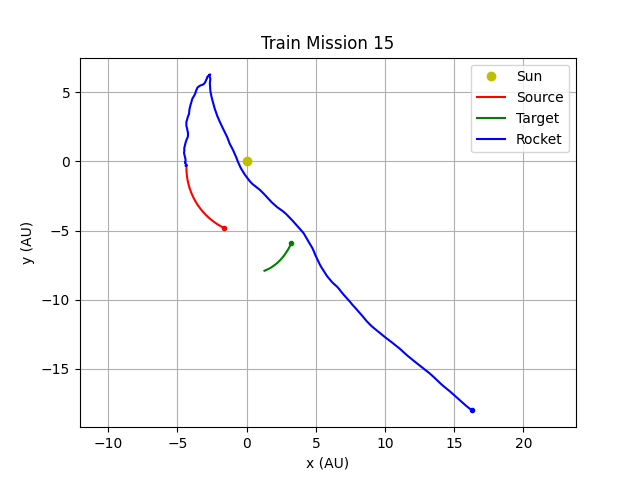 Train Mission 15
Sun
Source
Target
Rocket
5
0
−5
−10
−15
y (AU)
−10
−5
0
5
10
15
20
x (AU)